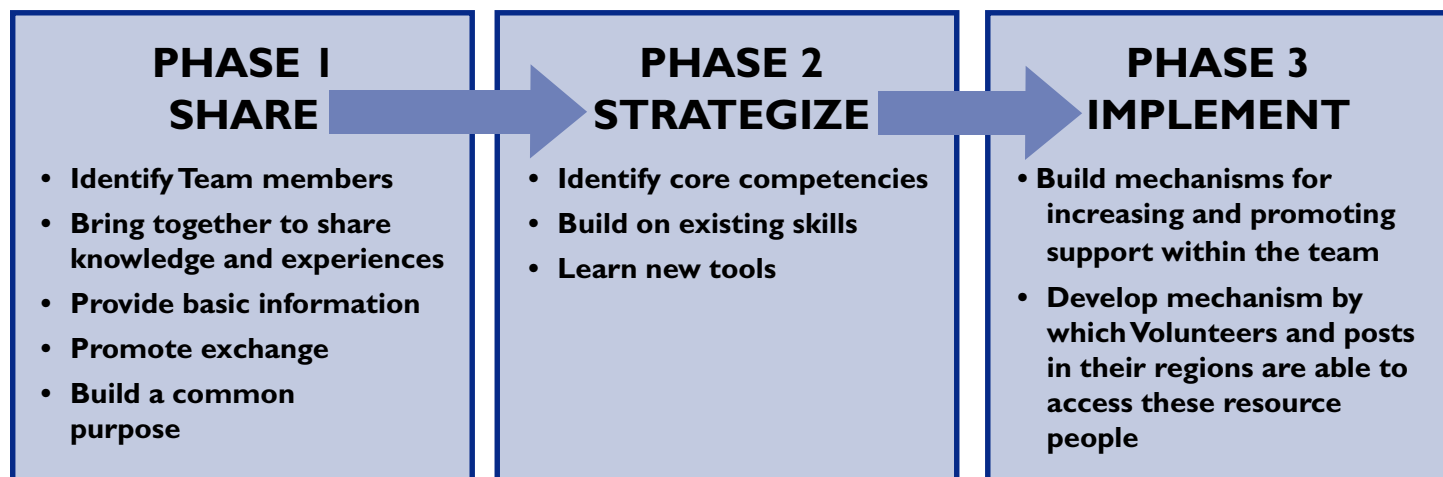 PHASE 1
SHARE
• Identify Team members
• Bring together to share
knowledge and experiences
• Provide basic information
• Promote exchange
• Build a common
purpose
PHASE 2
STRATEGIZE
• Identify core competencies
• Build on existing skills
• Learn new tools
PHASE 3
IMPLEMENT
• Build mechanisms for
increasing and promoting
support within the team
• Develop mechanism by
which Volunteers and posts
in their regions are able to
access these resource
people